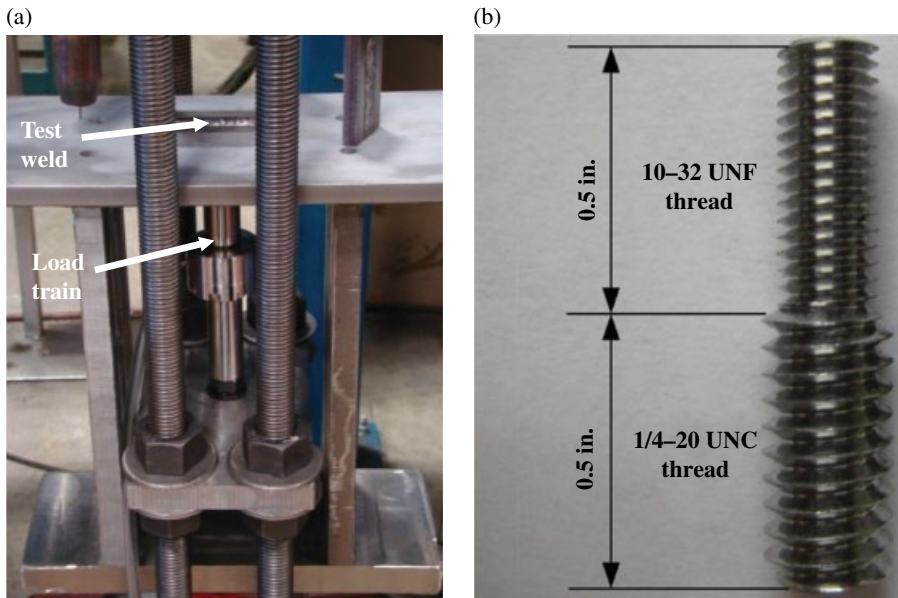 (a)
Test
weld
Load
train
(b)
0.5 in.
10–32 UNF
thread
0.5 in.
1/4–20 UNC
thread